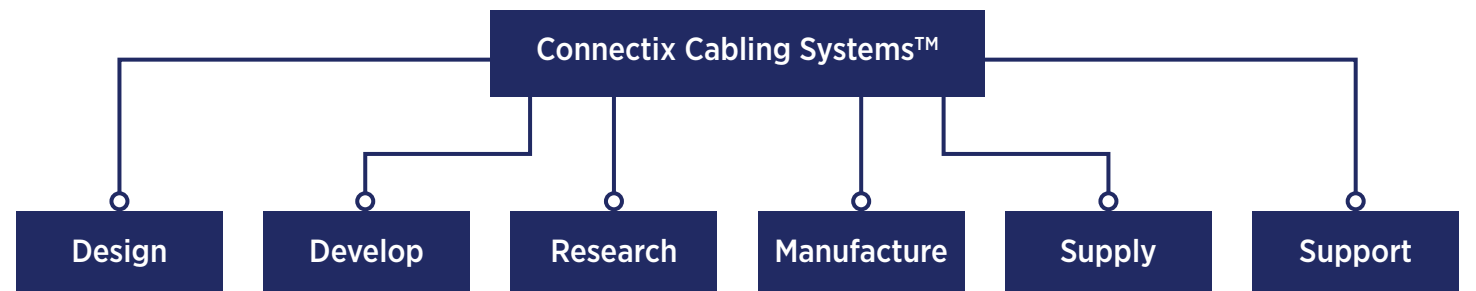 Connectix Cabling Systems™
Design
Develop
Research
Manufacture
Supply
Support